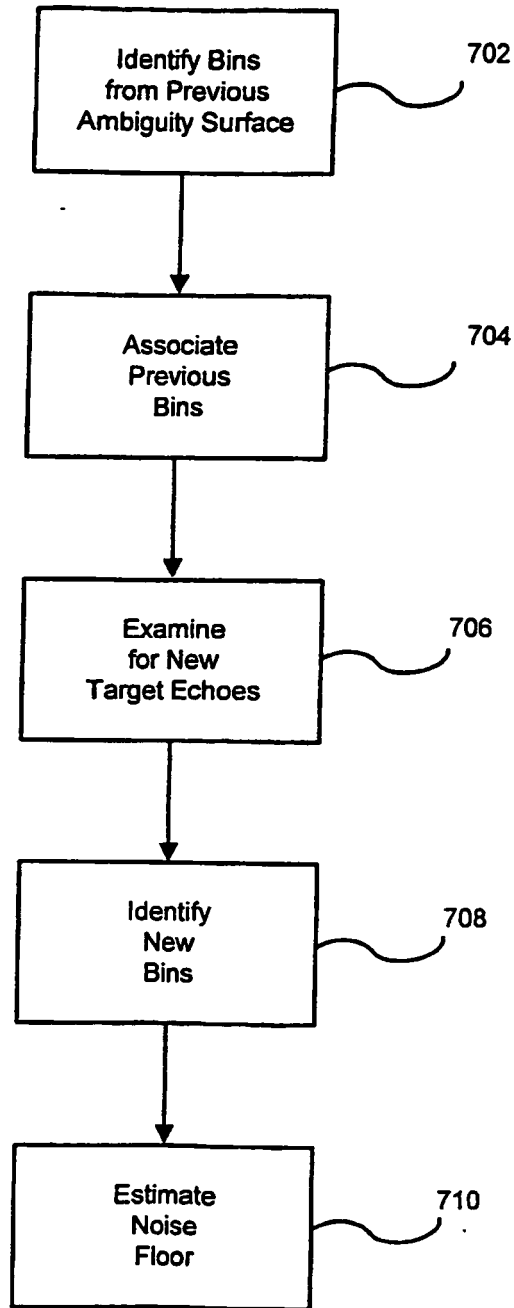 Identify Bins
from Previous
Ambiguity Surface
702
Associate
Previous
Bins
704
Examine
for New
Target Echoes
706
Identify
New
Bins
708
Estimate
Noise
Floor
710